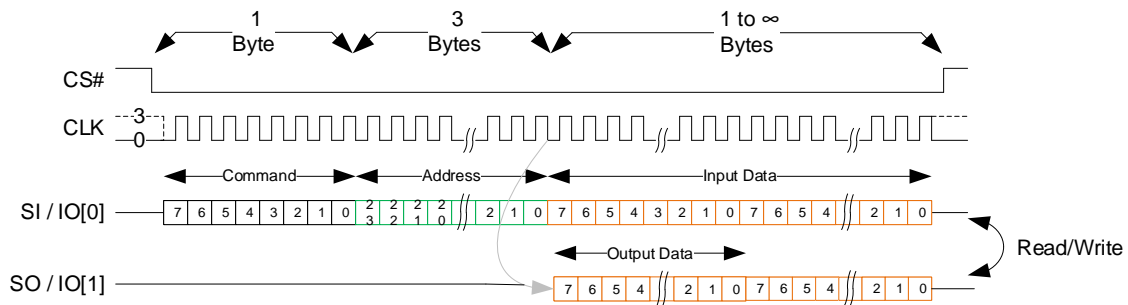 1 3 1 to ∞
Byte Bytes Bytes
CS#
3
CLK
0
Command Address Input Data
SI / IO[0] 7 6 5 4 3 2 1 0 23 22 21 20 2 1 0 7 6 5 4 3 2 1 0 7 6 5 4 2 1 0
Read/Write
Output Data
SO / IO[1] 7 6 5 4 2 1 0 7 6 5 4 2 1 0